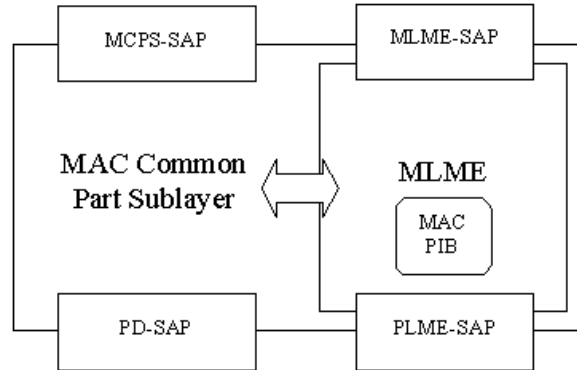 MCPS-SAP
MLME-SAP
MAC Common
Part Sublayer
MLME
MAC
PIB
PD-SAP
PLME-SAP